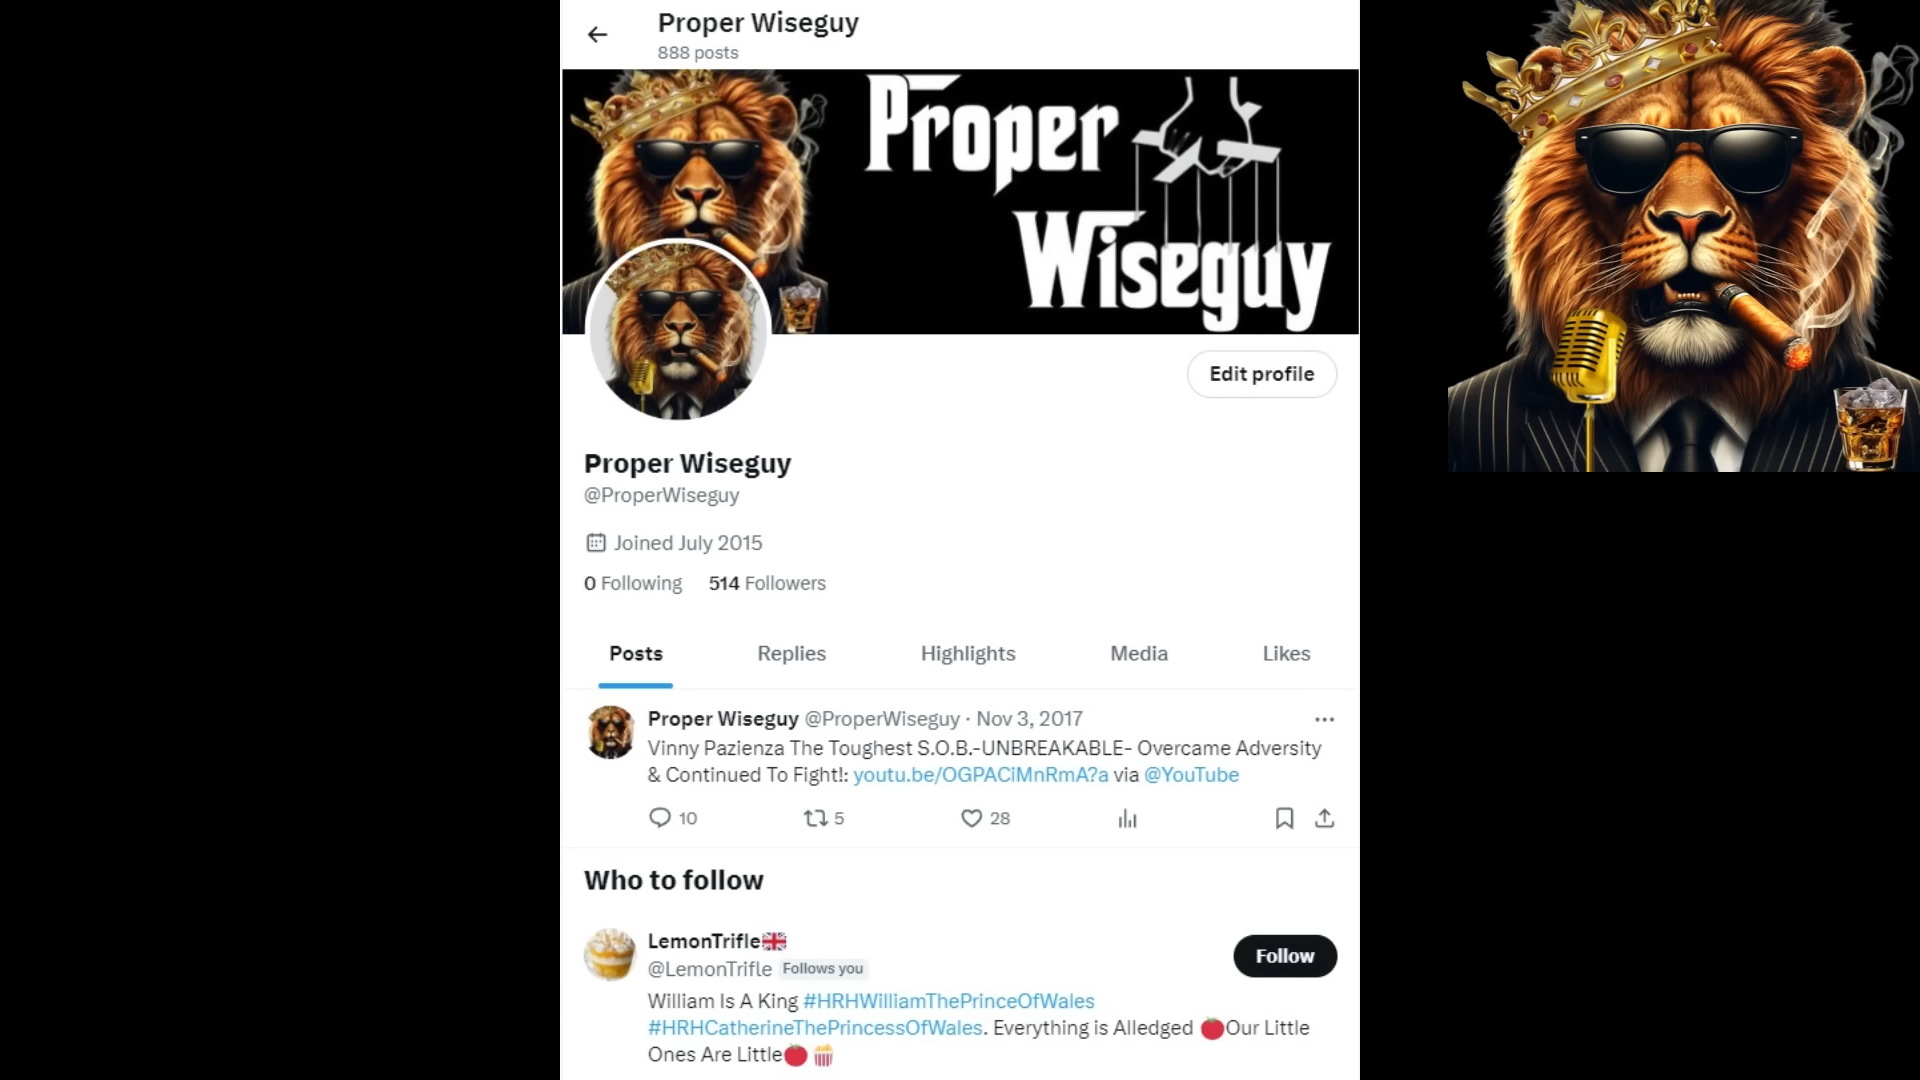 Proper Wiseguy
888 posts
Proper
Wiseguy
Edit profile
Proper Wiseguy
@ProperWiseguy
Joined July 2015
0 Following 514 Followers
Posts Replies Highlights Media Likes
Proper Wiseguy @ProperWiseguy · Nov 3, 2017
Vinny Pazienza The Toughest S.O.B.-UNBREAKABLE- Overcame Adversity
& Continued To Fight!: youtu.be/OGPACiMnRmA?a via @YouTube
10 5 28
Who to follow
LemonTrifle🇬🇧
@LemonTrifle Follows you
Follow
William Is A King #HRHWilliamThePrinceOfWales
#HRHCatherineThePrincessOfWales. Everything is Alledged 🍅Our Little
Ones Are Little🍅🍿